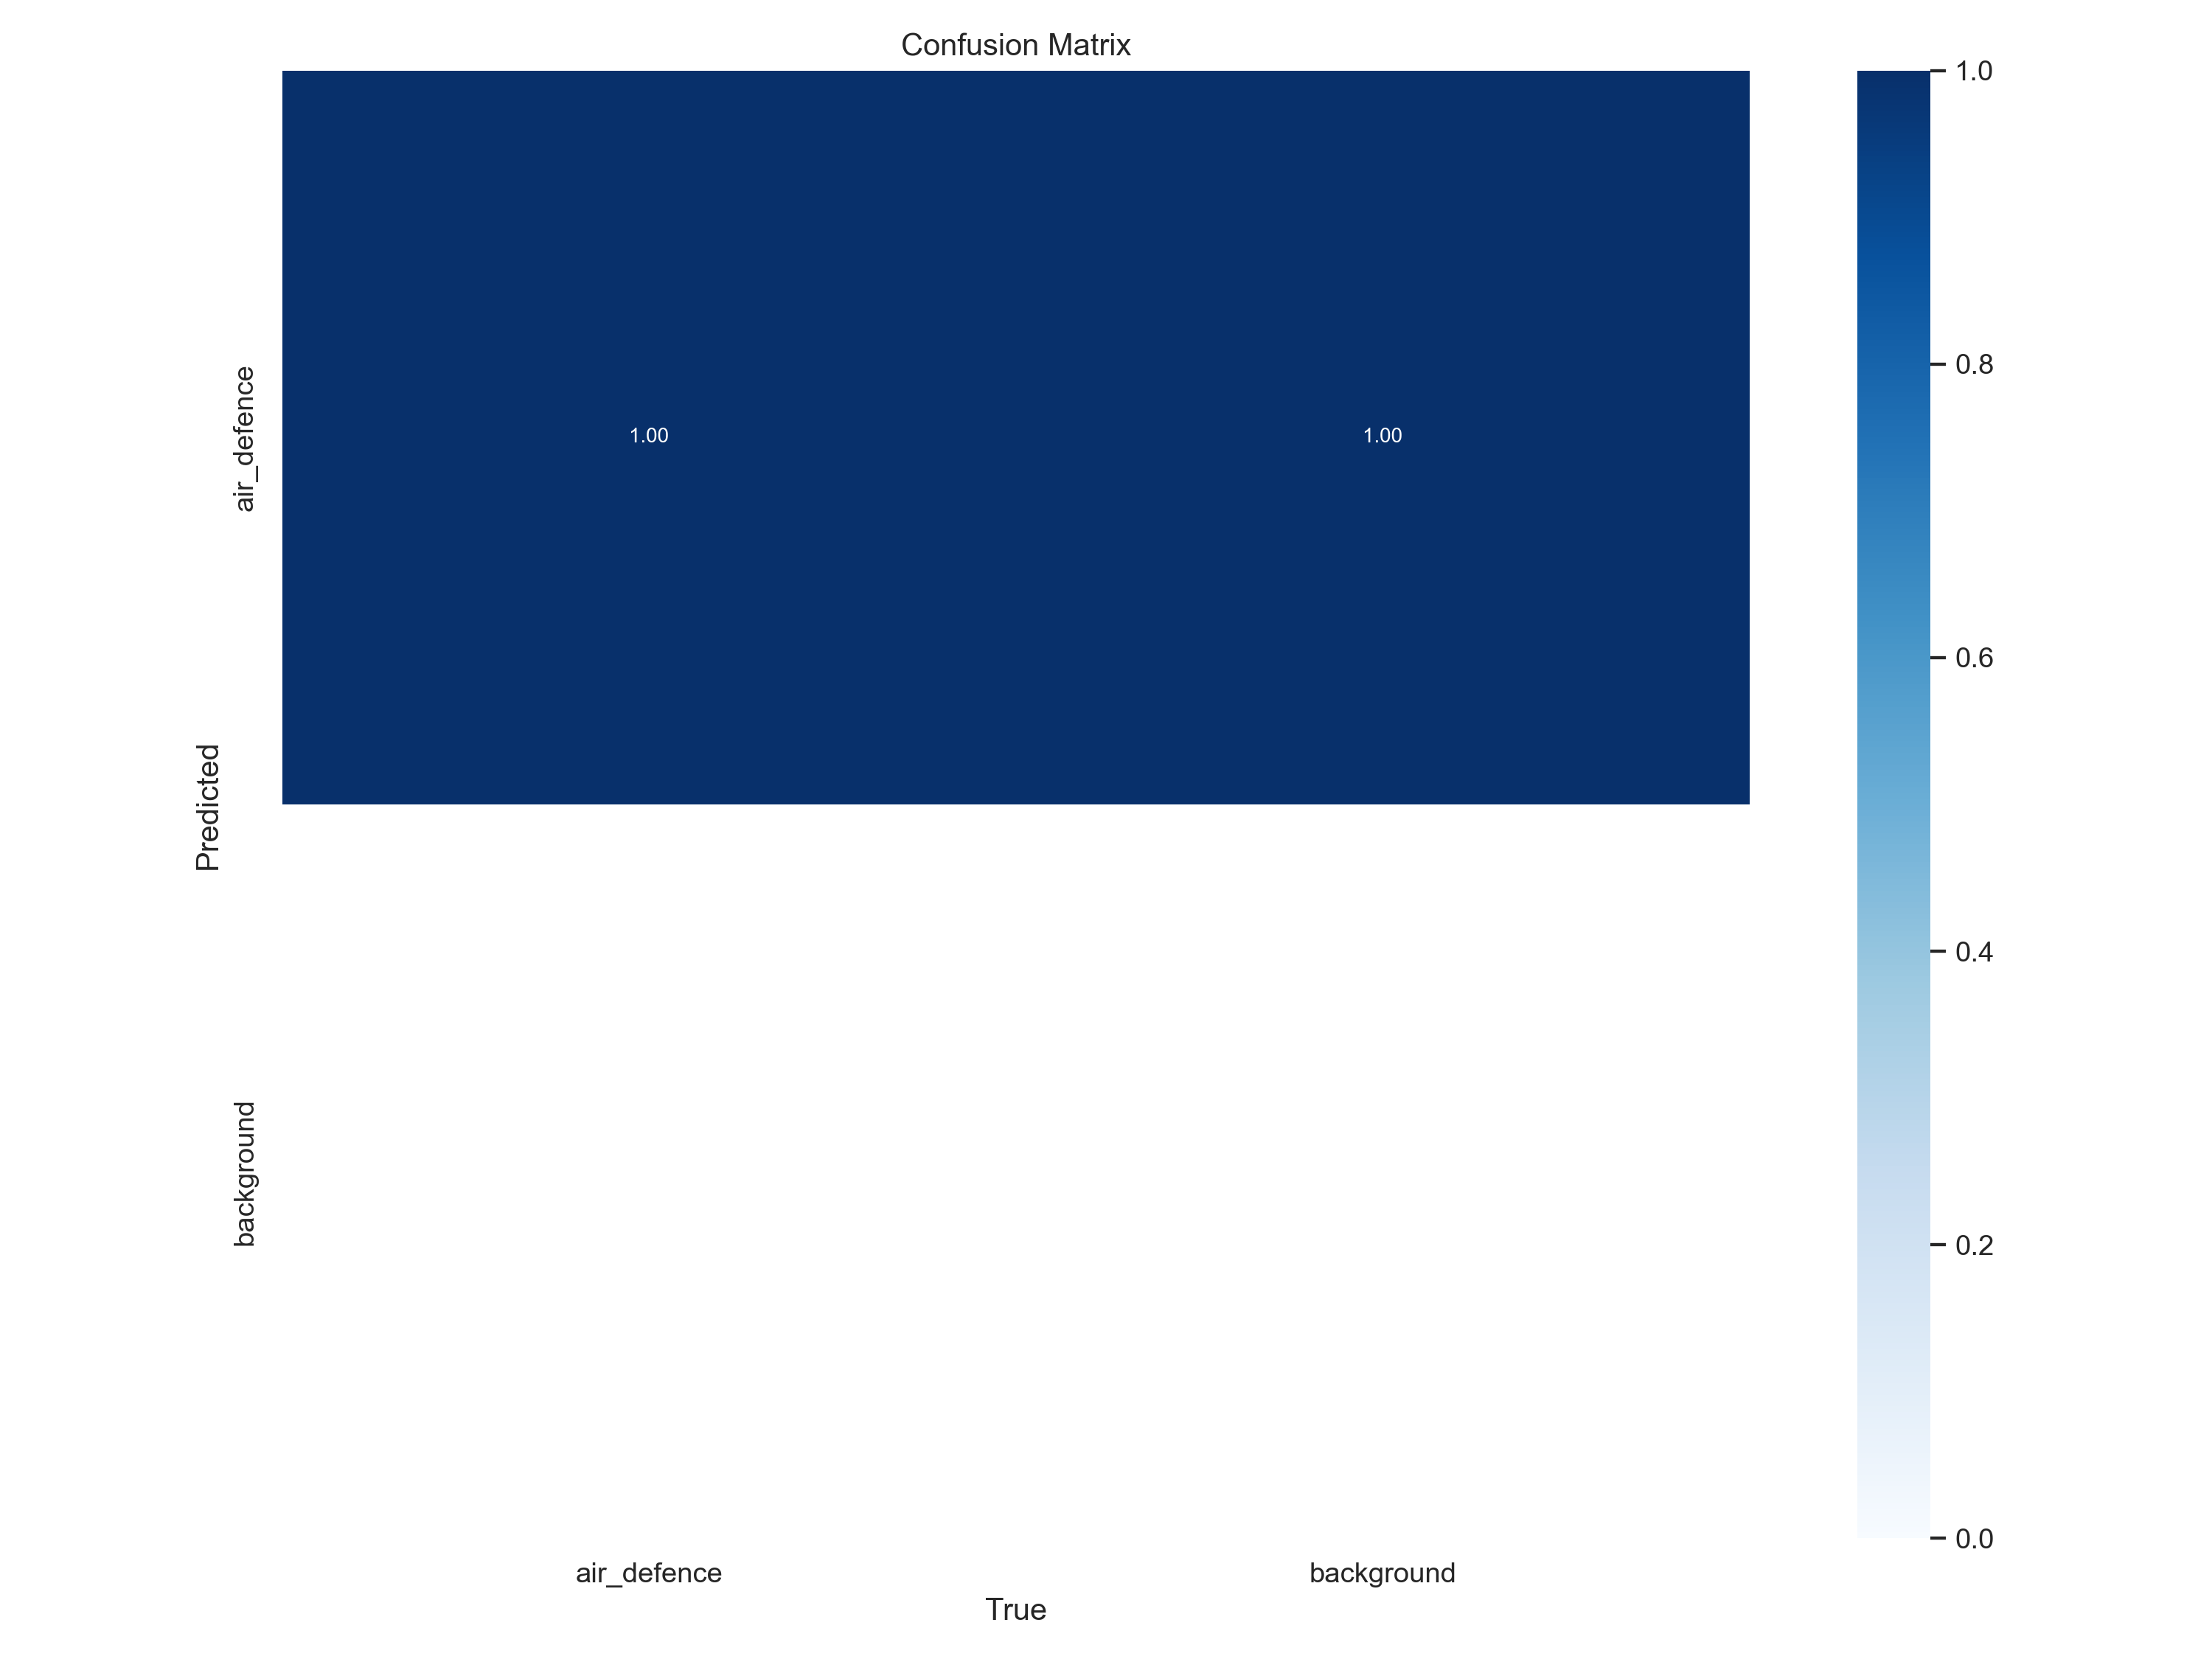 Confusion Matrix
1.0
0.8
0.6
0.4
0.2
0.0
Predicted
air_defence
background
1.00 1.00
air_defence background
True